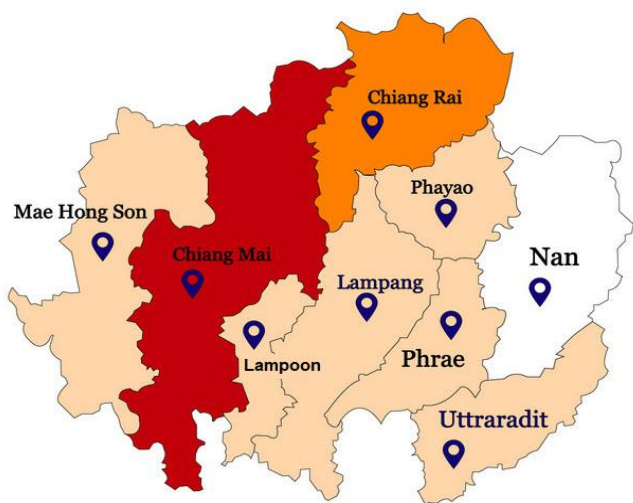 Chiang Rai
Phayao
Mae Hong Son
Chiang Mai
Nan
Lampang
Lampoon
Phrae
Uttraradit